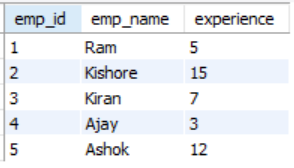 emp_id emp_name experience
1 Ram 5
2 Kishore 15
3 Kiran 7
4 Ajay 3
5 Ashok 12